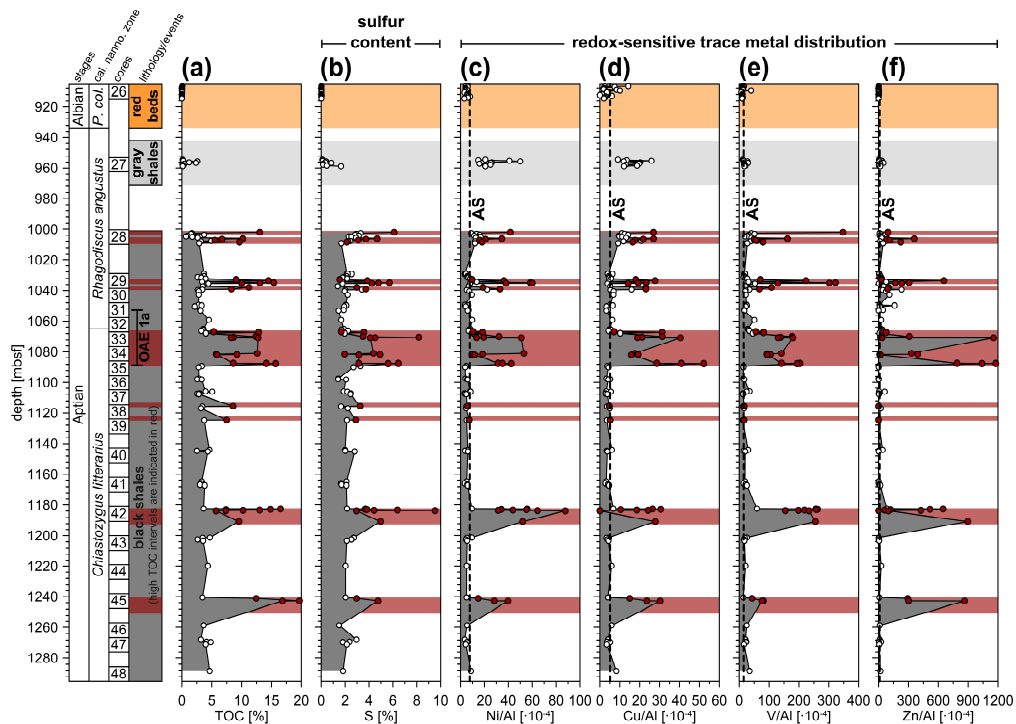 sulfur
content
redox-sensitive trace metal distribution
stages
cal. nanno. zone
cores
lithology/events
(a)
(b)
(c)
(d)
(e)
(f)
depth [mbsf]
920
940
960
980
1000
1020
1040
1060
1080
1100
1120
1140
1160
1180
1200
1220
1240
1260
1280
Albian
Aptian
P. col.
Rhagodiscus angustus
Chiastozygus litterarius
26
27
28
29
30
31
32
33
34
35
36
37
38
39
40
41
42
43
44
45
46
47
48
red
beds
gray
shales
OAE 1a
black shales
(high TOC intervals are indicated in red)
AS
AS
AS
AS
0 5 10 15 20
TOC [%]
0 2 4 6 8 10
S [%]
0 20 40 60 80 100
Ni/Al [·10⁻⁴]
0 10 20 30 40 50 60
Cu/Al [·10⁻⁴]
0 100 200 300 400
V/Al [·10⁻⁴]
0 300 600 900 1200
Zn/Al [·10⁻⁴]